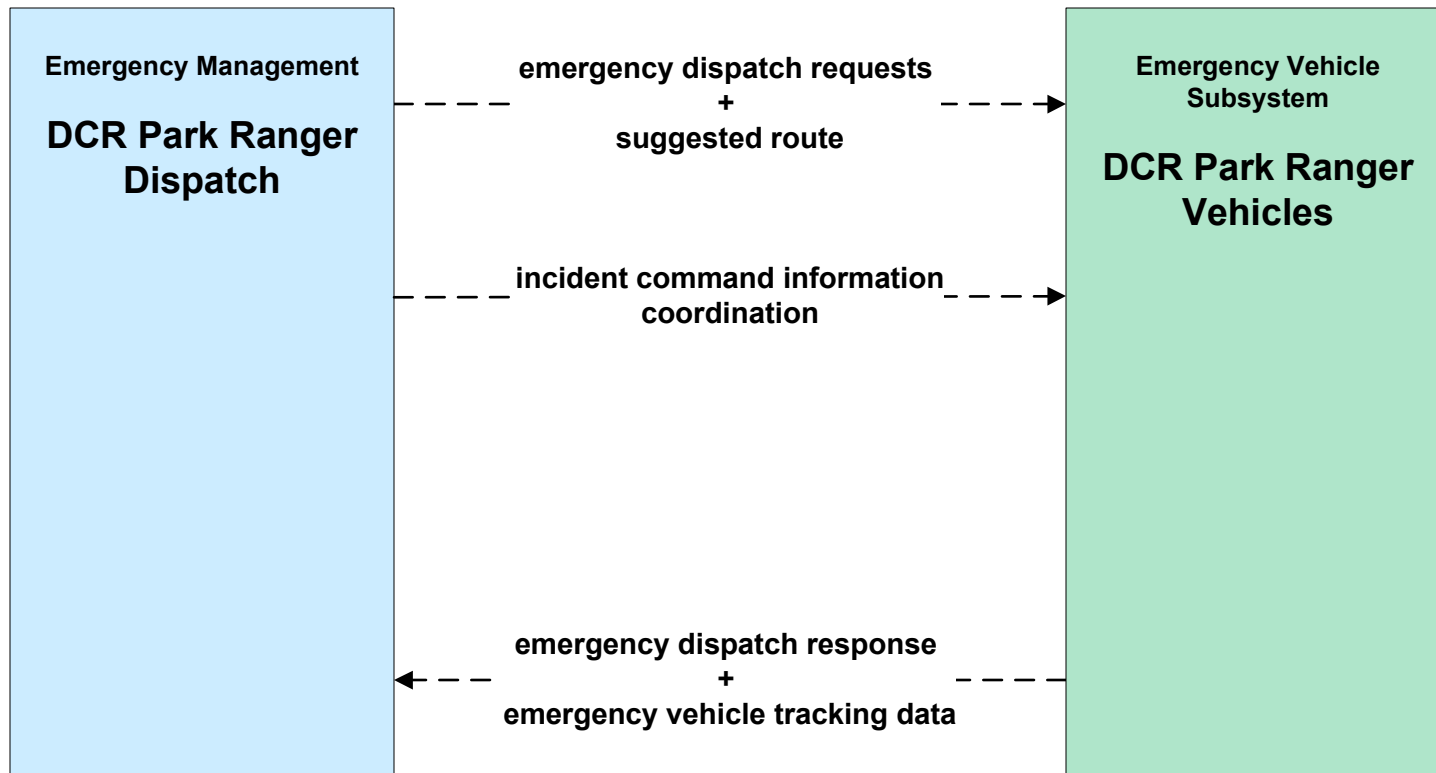 Emergency Management
DCR Park Ranger
Dispatch
emergency dispatch requests
+
suggested route
incident command information
coordination
emergency dispatch response
+
emergency vehicle tracking data
Emergency Vehicle
Subsystem
DCR Park Ranger
Vehicles